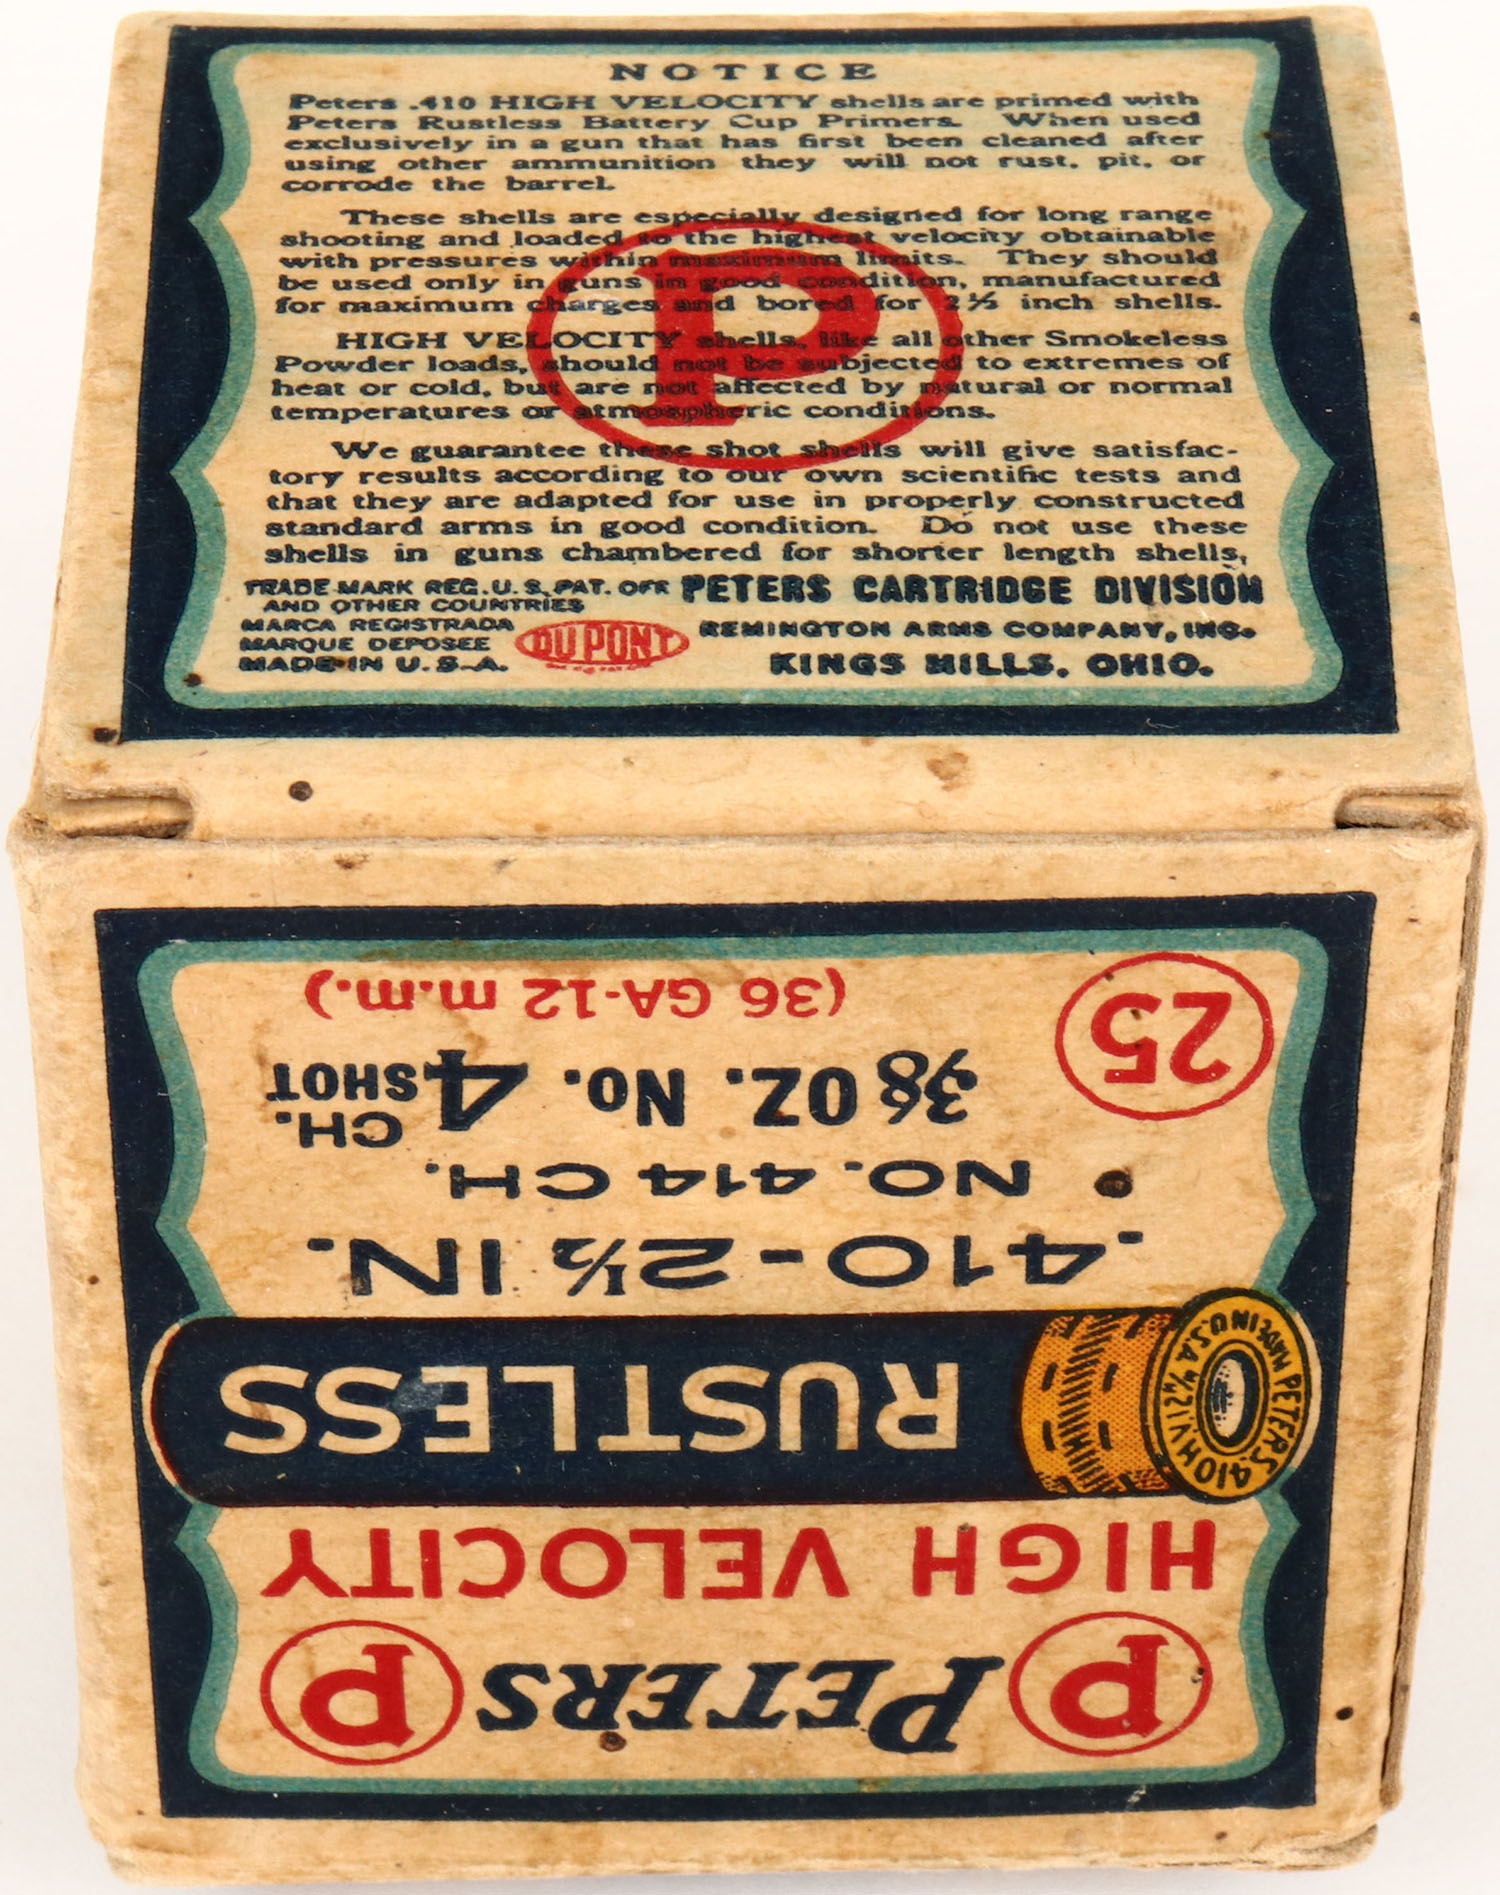 NOTICE
Peters .410 HIGH VELOCITY shells are primed with
Peters Rustless Battery Cup Primers. When used
exclusively in a gun that has first been cleaned after
using other ammunition they will not rust, pit, or
corrode the barrel.
These shells are especially designed for long range
shooting and loaded to the highest velocity obtainable
with pressures within maximum limits. They should
be used only in guns in good condition, manufactured
for maximum charges and bored for 2½ inch shells.
HIGH VELOCITY shells, like all other Smokeless
Powder loads, should not be subjected to extremes of
heat or cold, but are not affected by natural or normal
temperatures or atmospheric conditions.
P
We guarantee these shot shells will give satisfac-
tory results according to our own scientific tests and
that they are adapted for use in properly constructed
standard arms in good condition. Do not use these
shells in guns chambered for shorter length shells,
TRADE MARK REG. U. S. PAT. OFF.
AND OTHER COUNTRIES
MARCA REGISTRADA
MARQUE DEPOSEE
MADE IN U. S. A.
DU PONT
PETERS CARTRIDGE DIVISION
REMINGTON ARMS COMPANY, INC.
KINGS MILLS, OHIO.
P PETERS P
HIGH VELOCITY
PETERS .410 H.V. 2½ MADE IN U.S.A.
RUSTLESS
.410-2½ IN.
NO. 414 CH.
⅜ OZ. NO. 4 CH. SHOT
25
(36 GA-12 m.m.)